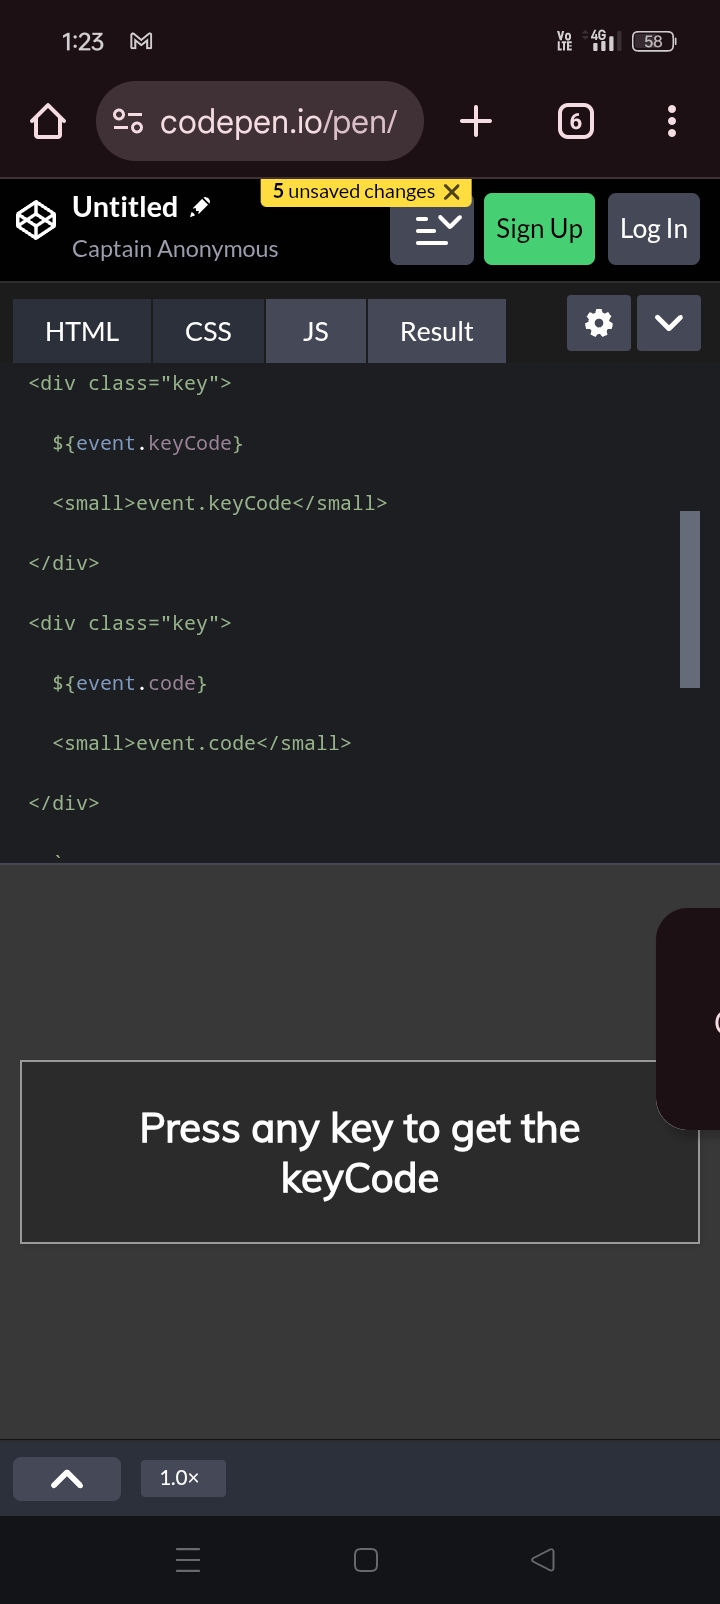 1:23 Vo LTE 4G 58
codepen.io/pen/ 6
5 unsaved changes
Untitled
Captain Anonymous
Sign Up Log In
HTML CSS JS Result
<div class="key">
${event.keyCode}
<small>event.keyCode</small>
</div>
<div class="key">
${event.code}
<small>event.code</small>
</div>
`
Press any key to get the
keyCode
1.0×